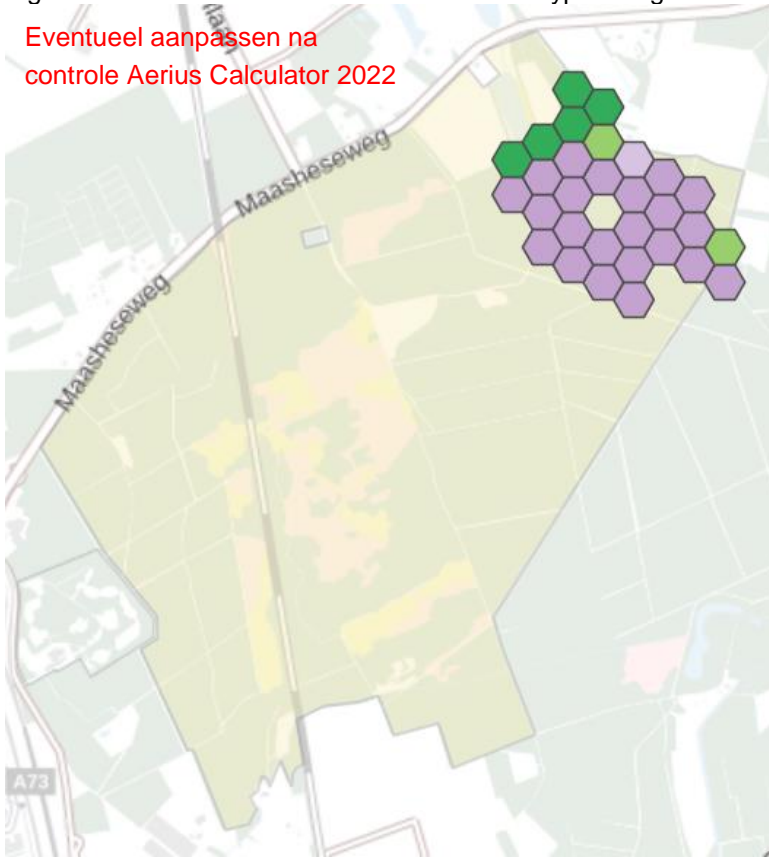 Eventueel aanpassen na
controle Aerius Calculator 2022
Maasheseweg
Maasheseweg
A73